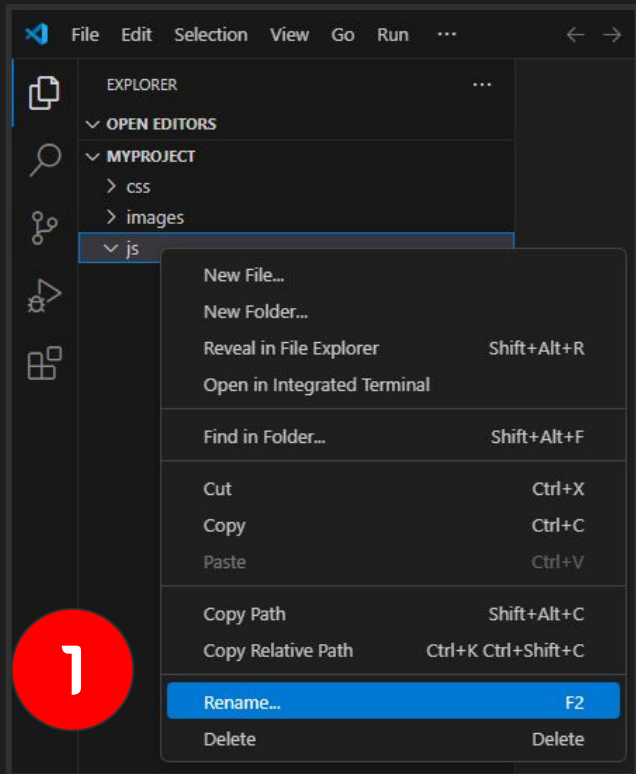 File Edit Selection View Go Run ···
EXPLORER ···
OPEN EDITORS
MYPROJECT
css
images
js
New File...
New Folder...
Reveal in File Explorer Shift+Alt+R
Open in Integrated Terminal
Find in Folder... Shift+Alt+F
Cut Ctrl+X
Copy Ctrl+C
Paste Ctrl+V
Copy Path Shift+Alt+C
Copy Relative Path Ctrl+K Ctrl+Shift+C
1
Rename... F2
Delete Delete